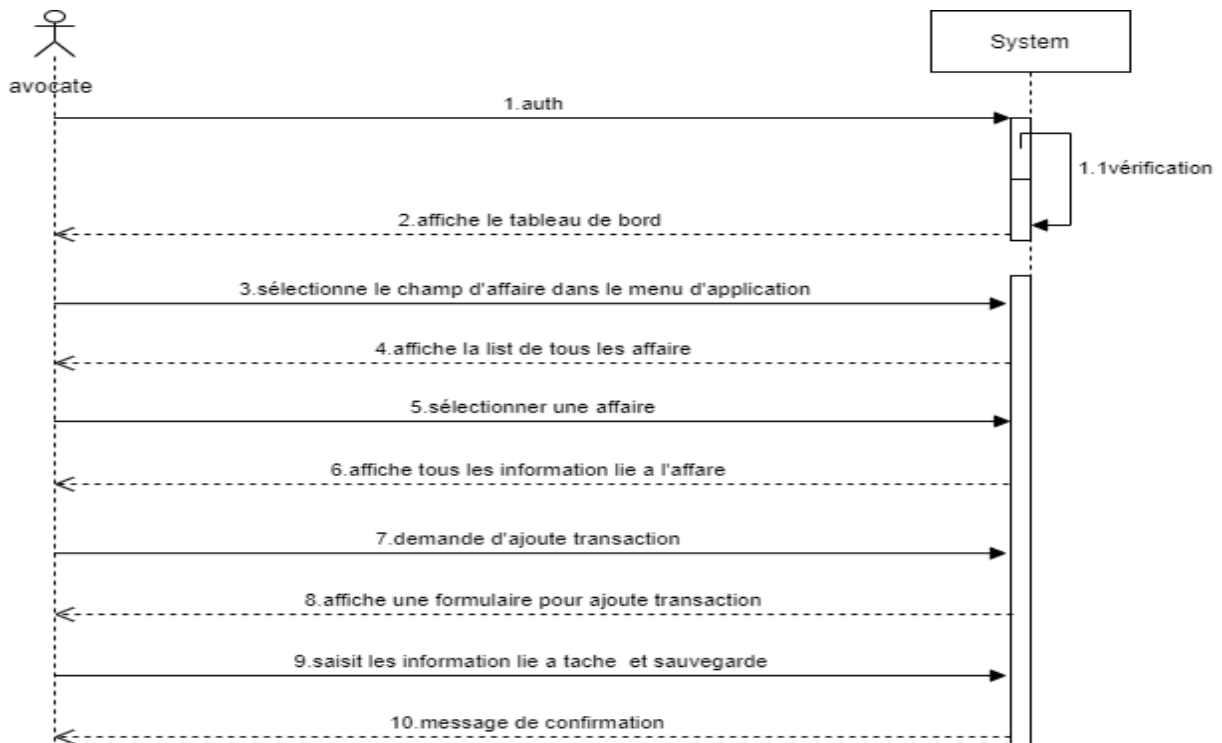 System
avocate
1.auth
1.1vérification
2.affiche le tableau de bord
3.sélectionne le champ d'affaire dans le menu d'application
4.affiche la list de tous les affaire
5.sélectionner une affaire
6.affiche tous les information lie a l'affare
7.demande d'ajoute transaction
8.affiche une formulaire pour ajoute transaction
9.saisit les information lie a tache et sauvegarde
10.message de confirmation